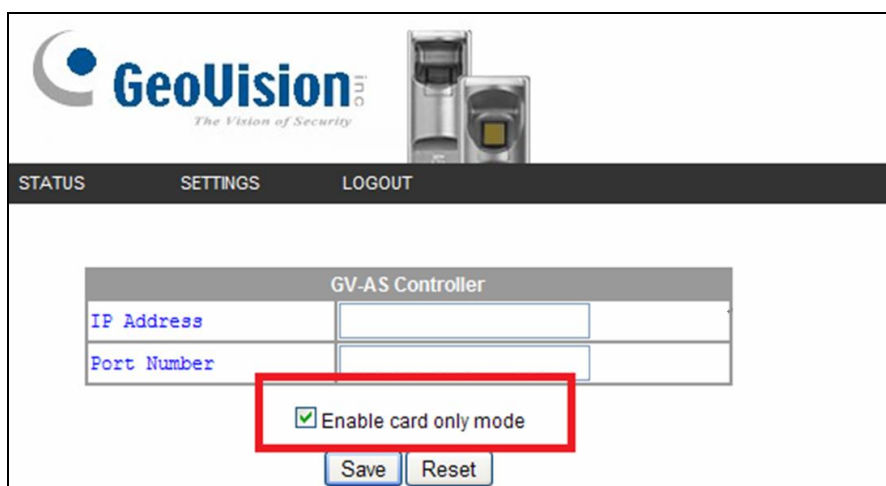 GeoVision inc
The Vision of Security
STATUS SETTINGS LOGOUT
GV-AS Controller
IP Address
Port Number
Enable card only mode
Save Reset